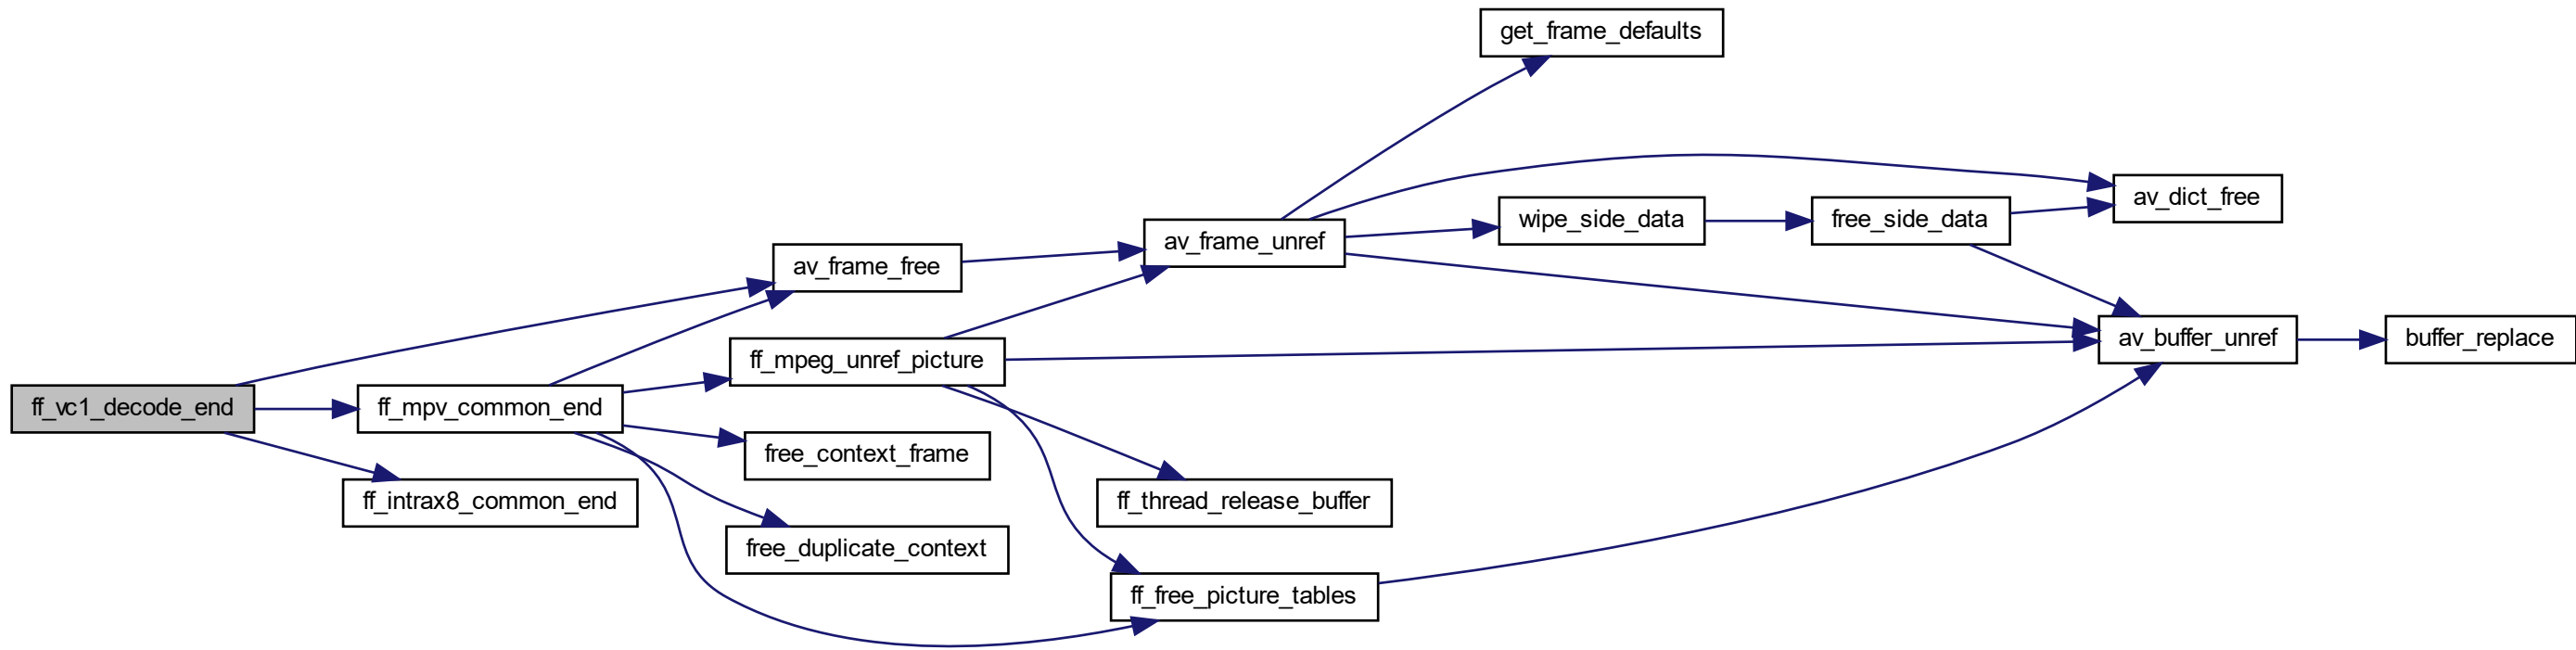 get_frame_defaults
av_dict_free
wipe_side_data
free_side_data
av_frame_unref
av_frame_free
av_buffer_unref
buffer_replace
ff_mpeg_unref_picture
ff_vc1_decode_end
ff_mpv_common_end
free_context_frame
ff_intrax8_common_end
ff_thread_release_buffer
free_duplicate_context
ff_free_picture_tables